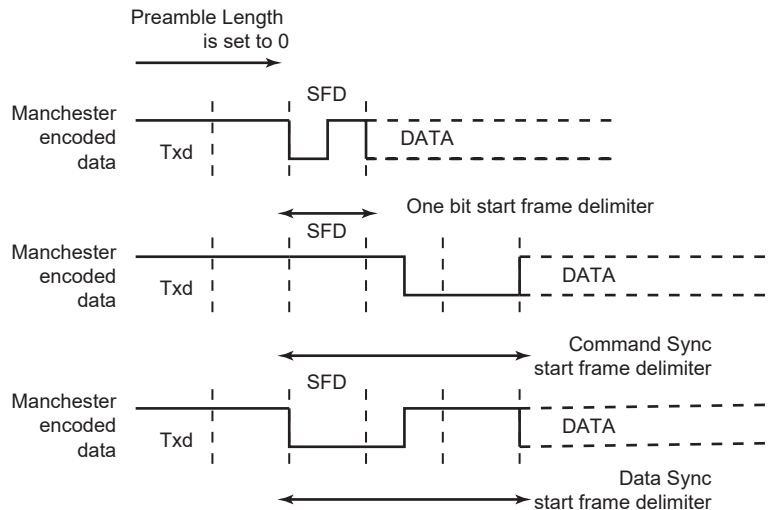 Preamble Length
is set to 0
SFD
Manchester
encoded
data
Txd
DATA
One bit start frame delimiter
SFD
Manchester
encoded
data
Txd
DATA
Command Sync
start frame delimiter
SFD
Manchester
encoded
data
Txd
DATA
Data Sync
start frame delimiter